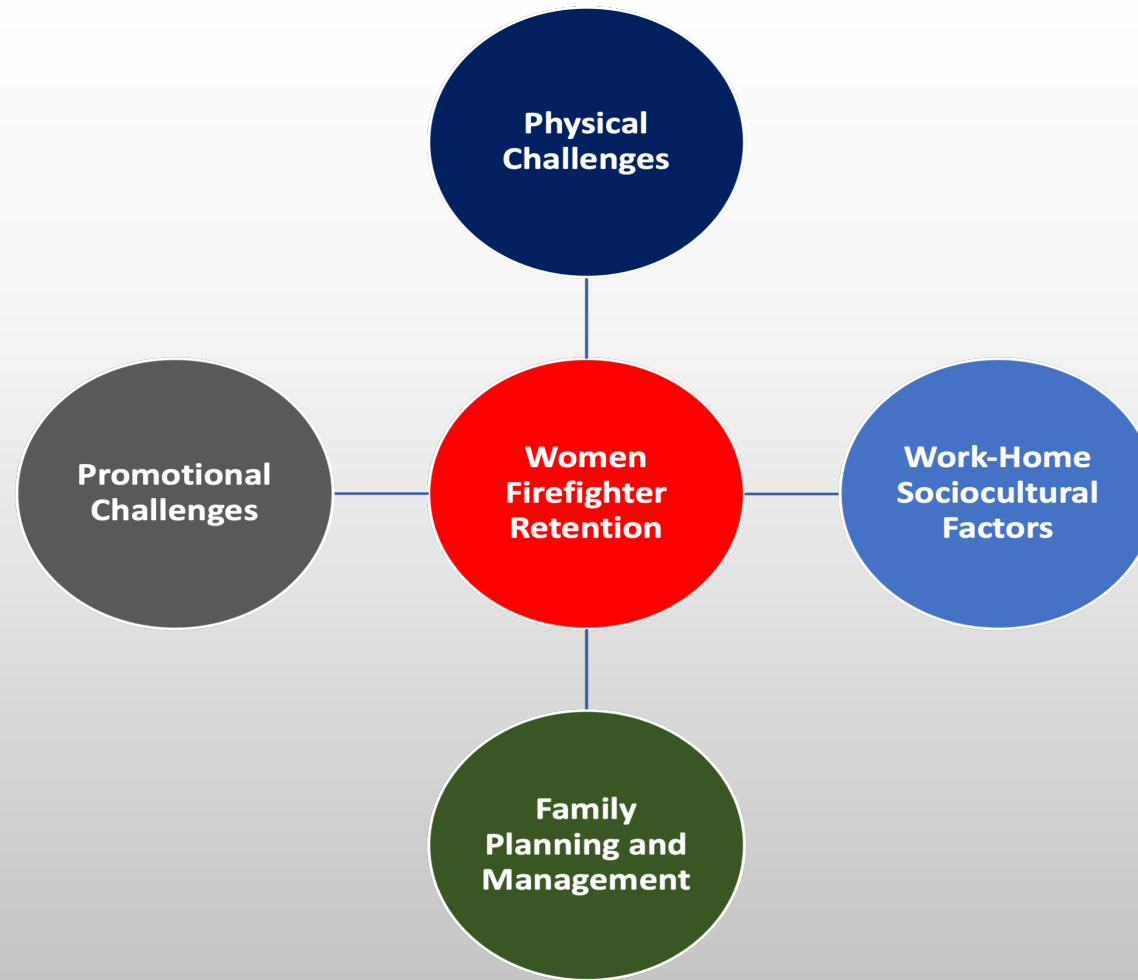 Physical
Challenges
Promotional
Challenges
Women
Firefighter
Retention
Work-Home
Sociocultural
Factors
Family
Planning and
Management